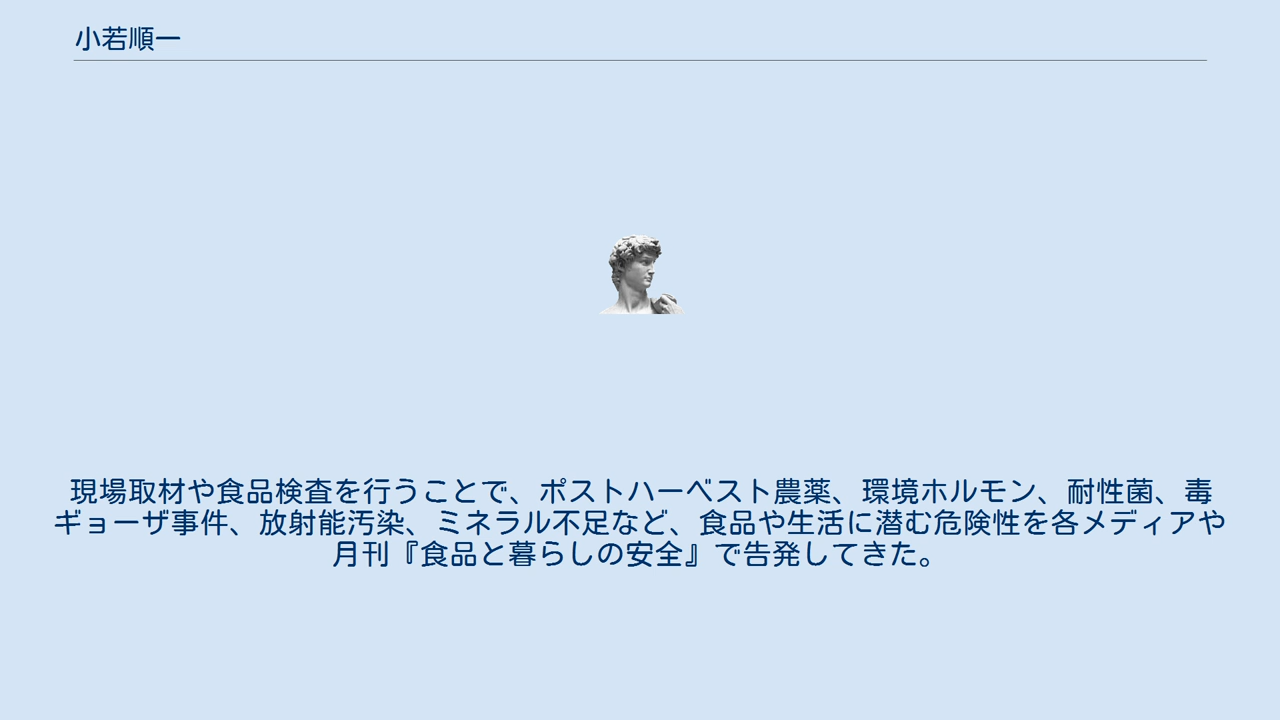 小若順一
現場取材や食品検査を行うことで、ポストハーベスト農薬、環境ホルモン、耐性菌、毒
ギョーザ事件、放射能汚染、ミネラル不足など、食品や生活に潜む危険性を各メディアや
月刊『食品と暮らしの安全』で告発してきた。